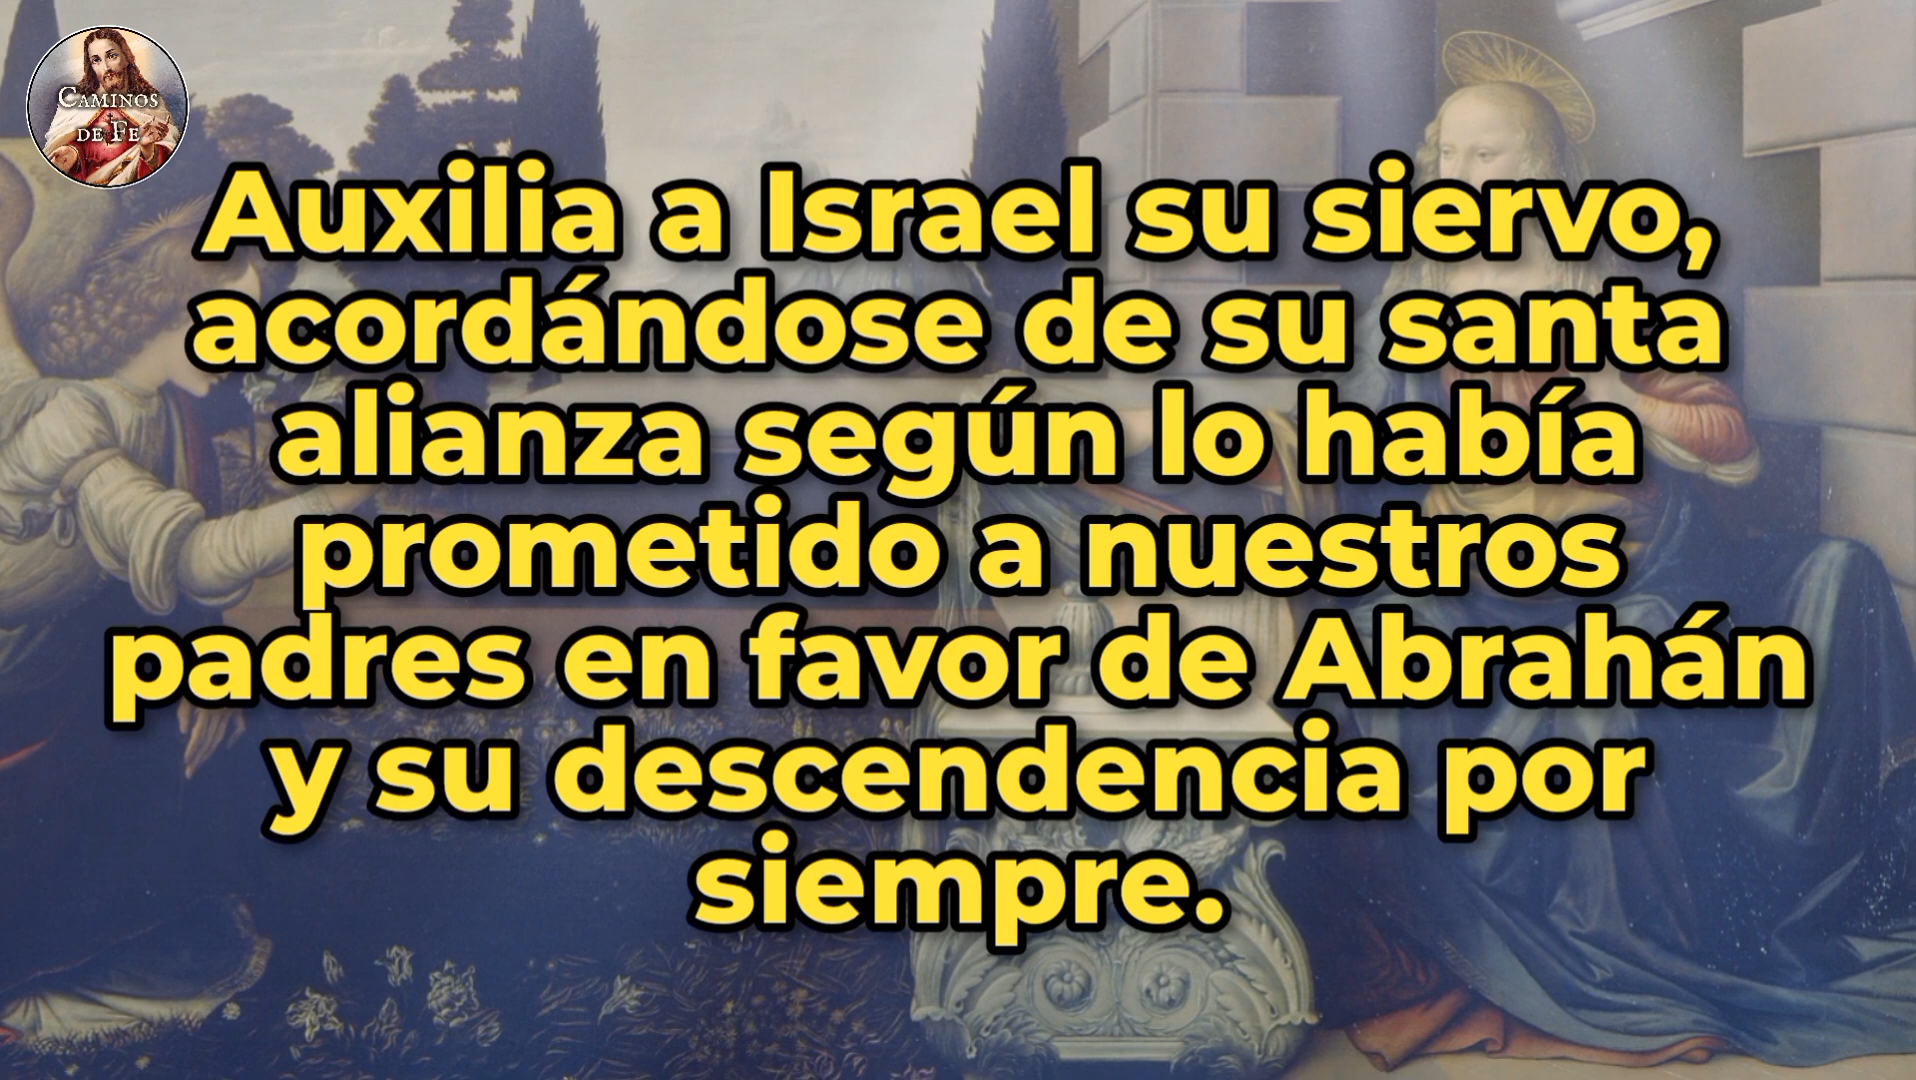 CAMINOS
DE FE
Auxilia a Israel su siervo,
acordándose de su santa
alianza según lo había
prometido a nuestros
padres en favor de Abrahán
y su descendencia por
siempre.